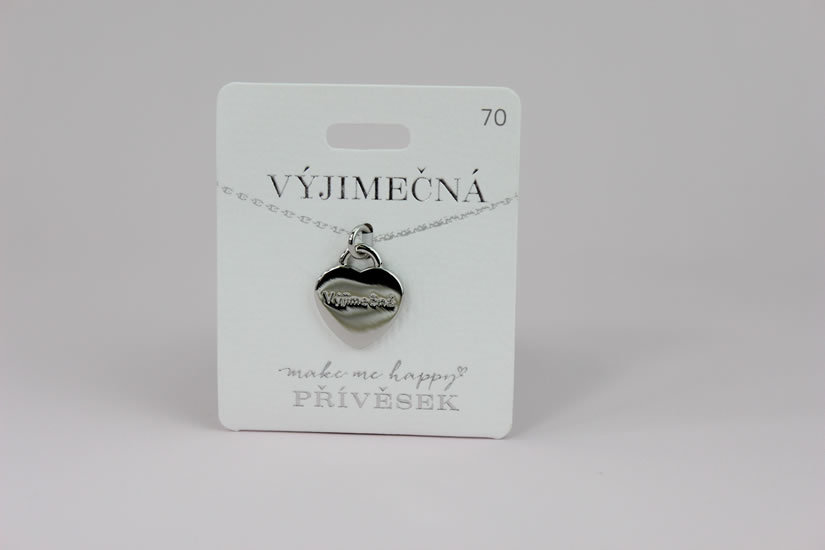 70
VÝJIMEČNÁ
Výjimečná
make me happy
PŘÍVĚSEK